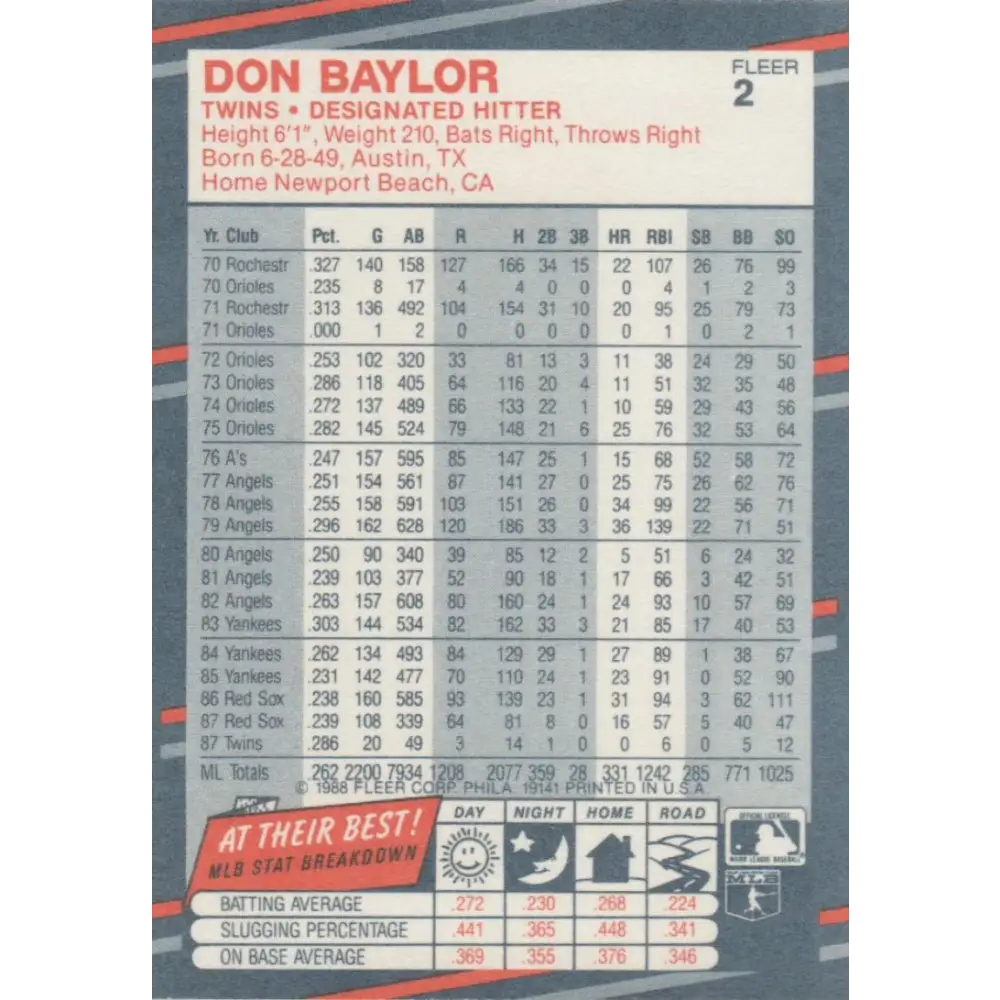 DON BAYLOR
FLEER
2
TWINS • DESIGNATED HITTER
Height 6'1", Weight 210, Bats Right, Throws Right
Born 6-28-49, Austin, TX
Home Newport Beach, CA
Yr. Club Pct. G AB R H 2B 3B HR RBI SB BB SO
70 Rochestr .327 140 158 127 166 34 15 22 107 26 76 99
70 Orioles .235 8 17 4 4 0 0 0 4 1 2 3
71 Rochestr .313 136 492 104 154 31 10 20 95 25 79 73
71 Orioles .000 1 2 0 0 0 0 0 1 0 2 1
72 Orioles .253 102 320 33 81 13 3 11 38 24 29 50
73 Orioles .286 118 405 64 116 20 4 11 51 32 35 48
74 Orioles .272 137 489 66 133 22 1 10 59 29 43 56
75 Orioles .282 145 524 79 148 21 6 25 76 32 53 64
76 A's .247 157 595 85 147 25 1 15 68 52 58 72
77 Angels .251 154 561 87 141 27 0 25 75 26 62 76
78 Angels .255 158 591 103 151 26 0 34 99 22 56 71
79 Angels .296 162 628 120 186 33 3 36 139 22 71 51
80 Angels .250 90 340 39 85 12 2 5 51 6 24 32
81 Angels .239 103 377 52 90 18 1 17 66 3 42 51
82 Angels .263 157 608 80 160 24 1 24 93 10 57 69
83 Yankees .303 144 534 82 162 33 3 21 85 17 40 53
84 Yankees .262 134 493 84 129 29 1 27 89 1 38 67
85 Yankees .231 142 477 70 110 24 1 23 91 0 52 90
86 Red Sox .238 160 585 93 139 23 1 31 94 3 62 111
87 Red Sox .239 108 339 64 81 8 0 16 57 5 40 47
87 Twins .286 20 49 3 14 1 0 0 6 0 5 12
ML Totals .262 2200 7934 1208 2077 359 28 331 1242 285 771 1025
© 1988 FLEER CORP. PHILA. 19141 PRINTED IN U.S.A.
AT THEIR BEST!
MLB STAT BREAKDOWN
DAY NIGHT HOME ROAD
OFFICIAL LICENSEE
MAJOR LEAGUE BASEBALL
MLB
BATTING AVERAGE .272 .230 .268 .224
SLUGGING PERCENTAGE .441 .365 .448 .341
ON BASE AVERAGE .369 .355 .376 .346